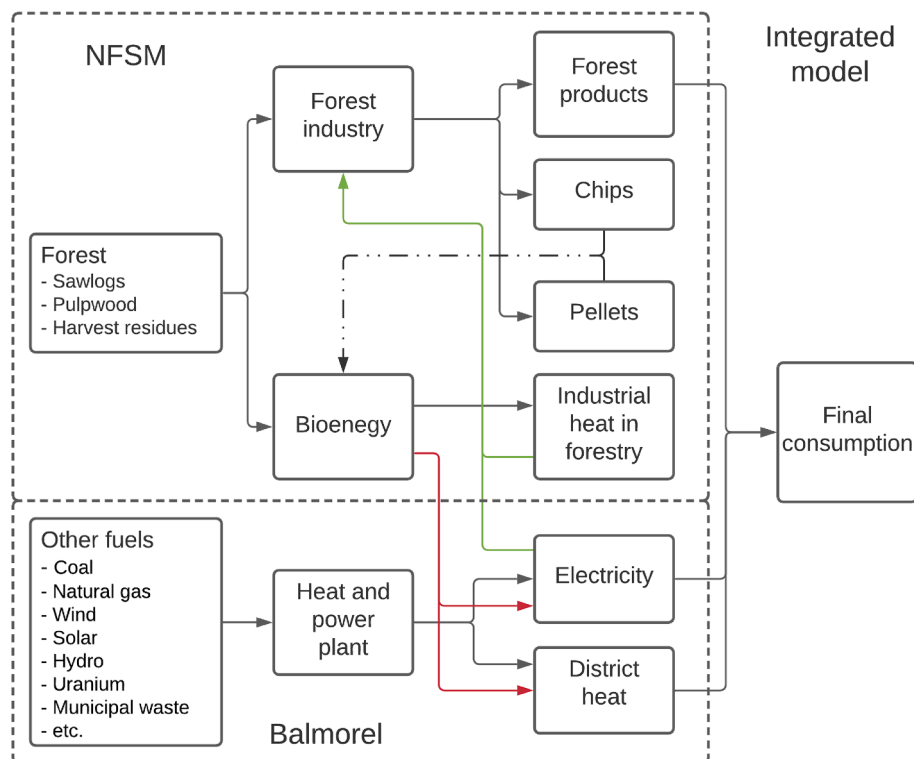 NFSM
Integrated
model
Forest
industry
Forest
products
Chips
Forest
- Sawlogs
- Pulpwood
- Harvest residues
Pellets
Bioenegy
Industrial
heat in
forestry
Final
consumption
Other fuels
- Coal
- Natural gas
- Wind
- Solar
- Hydro
- Uranium
- Municipal waste
- etc.
Heat and
power
plant
Electricity
District
heat
Balmorel